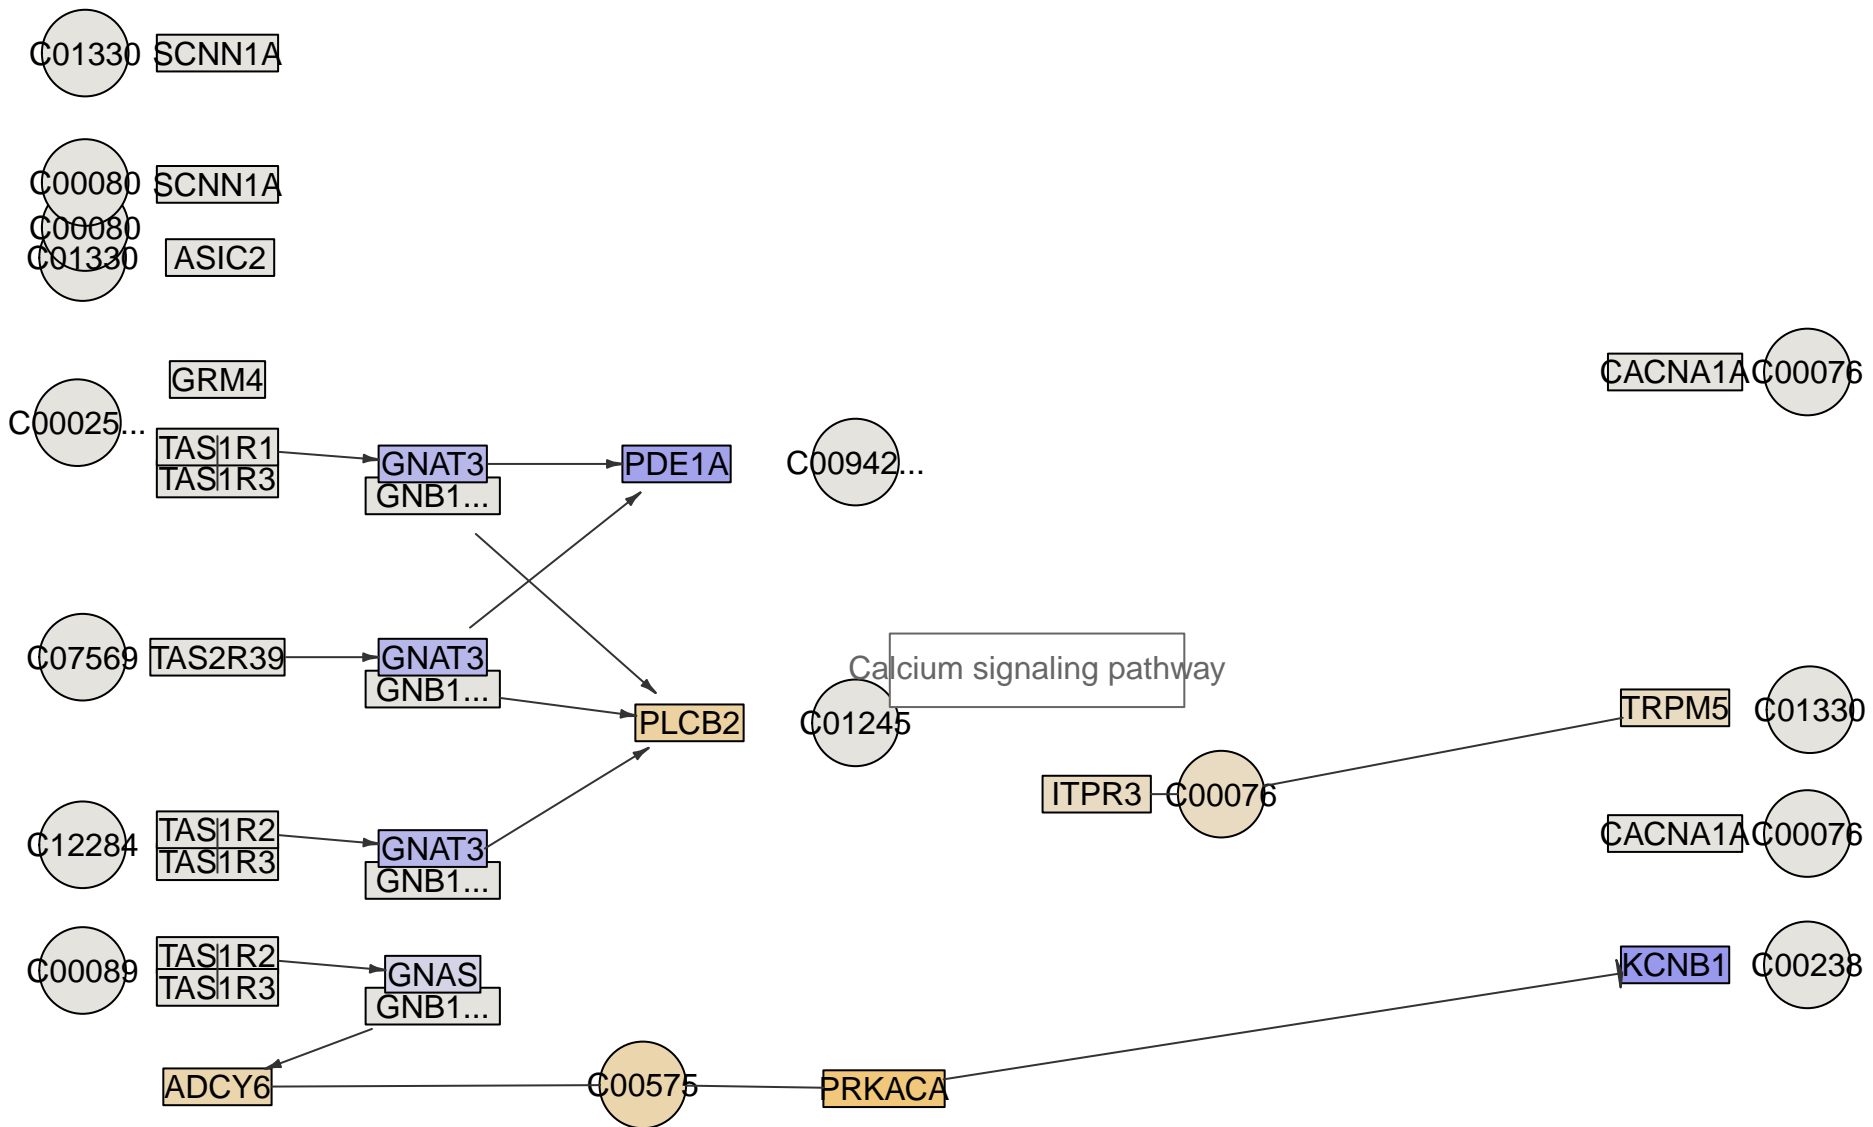 C01330 SCNN1A
C00080 SCNN1A
C00080
C01330 ASIC2
GRM4
CACNA1A C00076
C00025...
TAS1R1
GNAT3 PDE1A C00942...
TAS1R3
GNB1...
C07569 TAS2R39 GNAT3
Calcium signaling pathway
GNB1...
PLCB2 C01245
TRPM5 C01330
ITPR3 C00076
C12284 TAS1R2
TAS1R3
GNAT3
GNB1...
CACNA1A C00076
C00089 TAS1R2
TAS1R3
GNAS
GNB1...
KCNB1 C00238
ADCY6 C00575 PRKACA